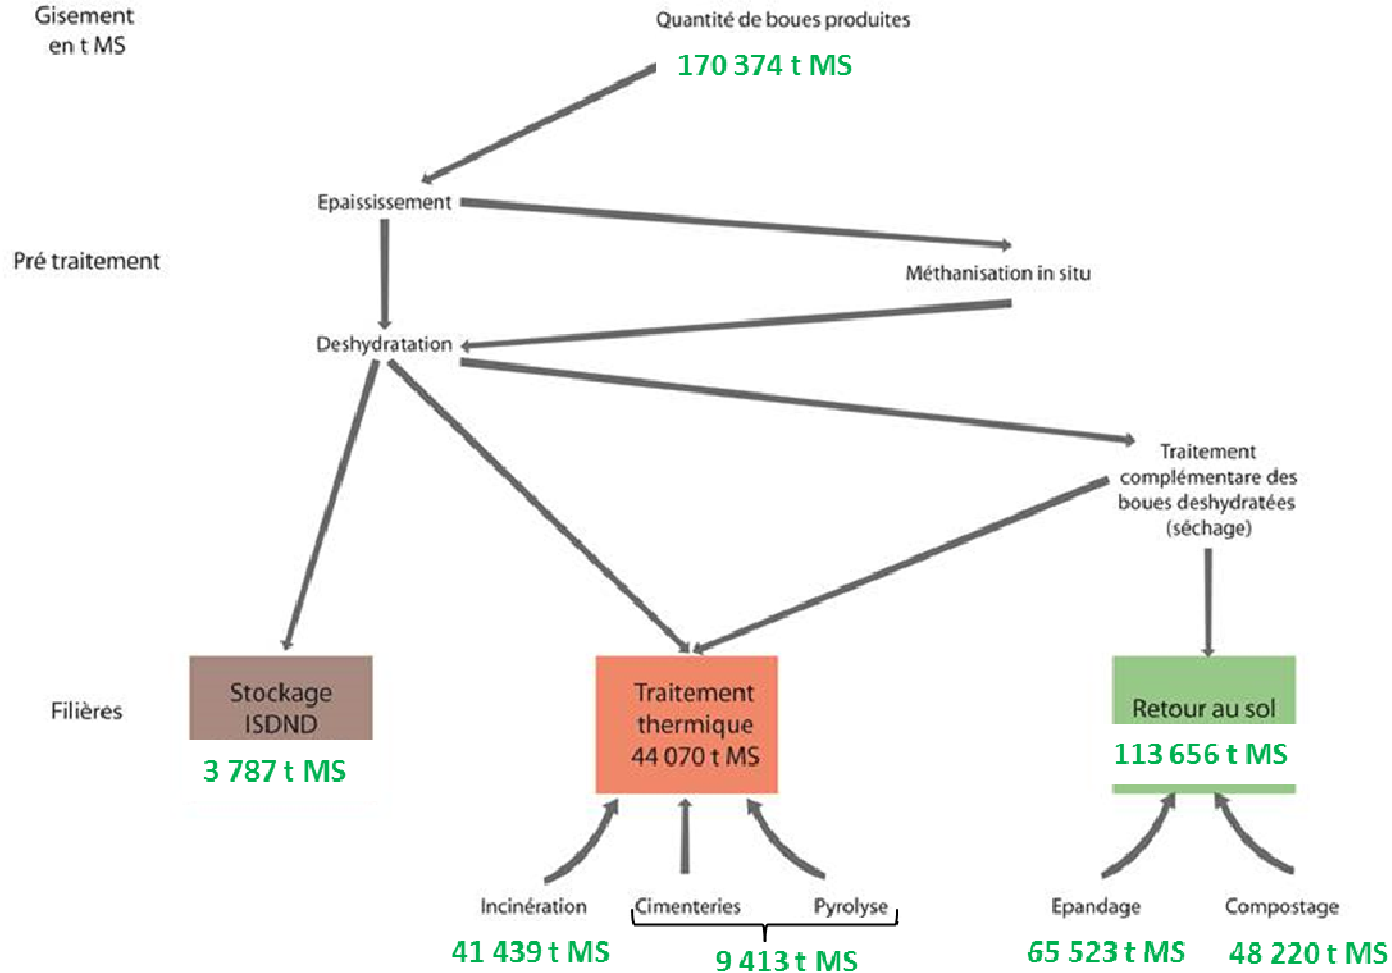 Gisement
en t MS
Quantité de boues produites
170 374 t MS
Epaississement
Pré traitement
Méthanisation in situ
Deshydratation
Traitement
complémentare des
boues deshydratées
(séchage)
Filières
Stockage
ISDND
3 787 t MS
Traitement
thermique
44 070 t MS
Retour au sol
113 656 t MS
Incinération
Cimenteries
Pyrolyse
Epandage
Compostage
41 439 t MS
9 413 t MS
65 523 t MS
48 220 t MS